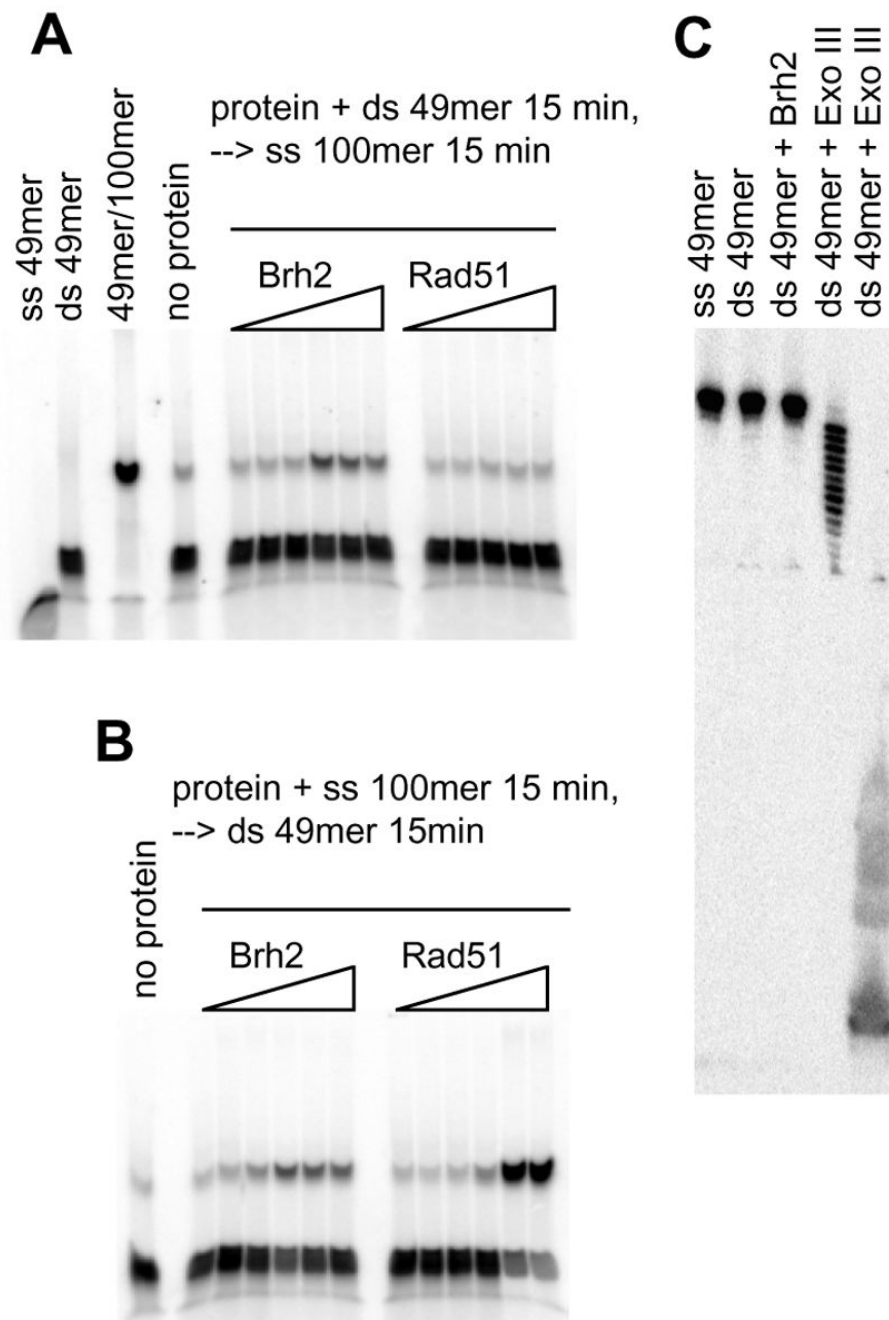 A
protein + ds 49mer 15 min,
--> ss 100mer 15 min
ss 49mer
ds 49mer
49mer/100mer
no protein
Brh2
Rad51
B
protein + ss 100mer 15 min,
--> ds 49mer 15min
no protein
Brh2
Rad51
C
ss 49mer
ds 49mer
ds 49mer + Brh2
ds 49mer + Exo III
ds 49mer + Exo III